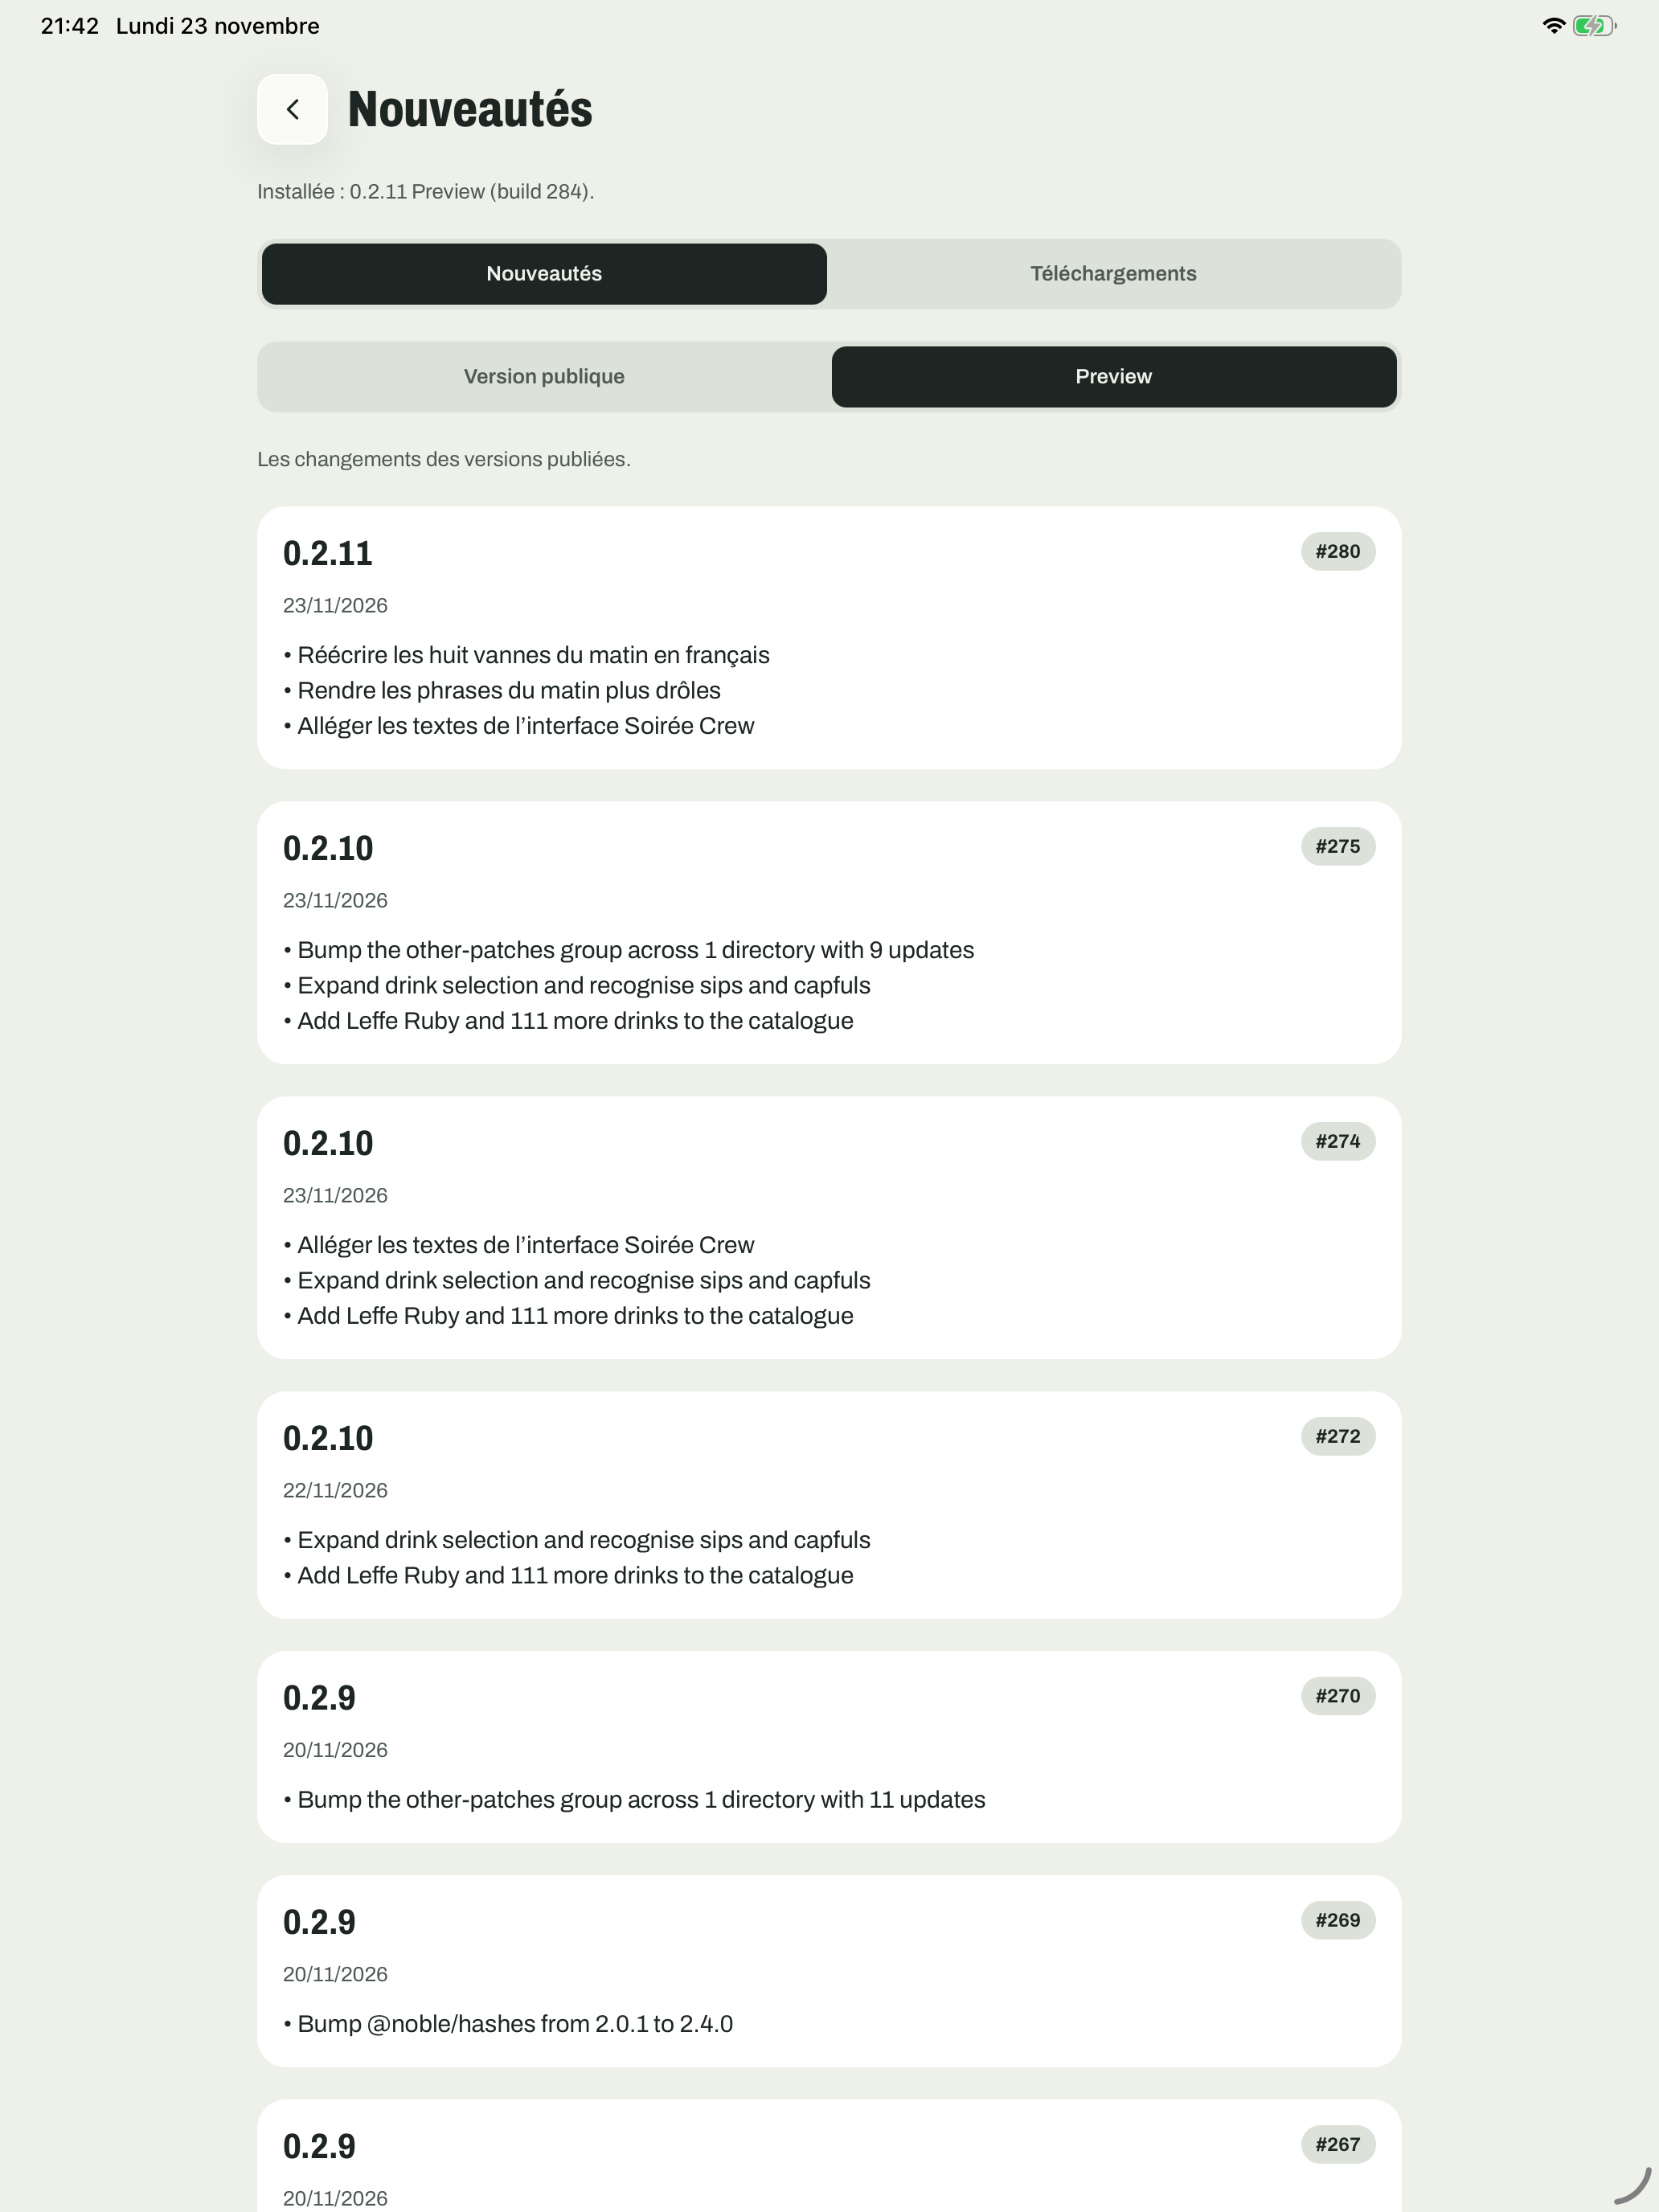 21:42 Lundi 23 novembre
Nouveautés
Installée : 0.2.11 Preview (build 284).
Nouveautés
Téléchargements
Version publique
Preview
Les changements des versions publiées.
0.2.11
#280
23/11/2026
• Réécrire les huit vannes du matin en français
• Rendre les phrases du matin plus drôles
• Alléger les textes de l’interface Soirée Crew
0.2.10
#275
23/11/2026
• Bump the other-patches group across 1 directory with 9 updates
• Expand drink selection and recognise sips and capfuls
• Add Leffe Ruby and 111 more drinks to the catalogue
0.2.10
#274
23/11/2026
• Alléger les textes de l’interface Soirée Crew
• Expand drink selection and recognise sips and capfuls
• Add Leffe Ruby and 111 more drinks to the catalogue
0.2.10
#272
22/11/2026
• Expand drink selection and recognise sips and capfuls
• Add Leffe Ruby and 111 more drinks to the catalogue
0.2.9
#270
20/11/2026
• Bump the other-patches group across 1 directory with 11 updates
0.2.9
#269
20/11/2026
• Bump @noble/hashes from 2.0.1 to 2.4.0
0.2.9
#267
20/11/2026